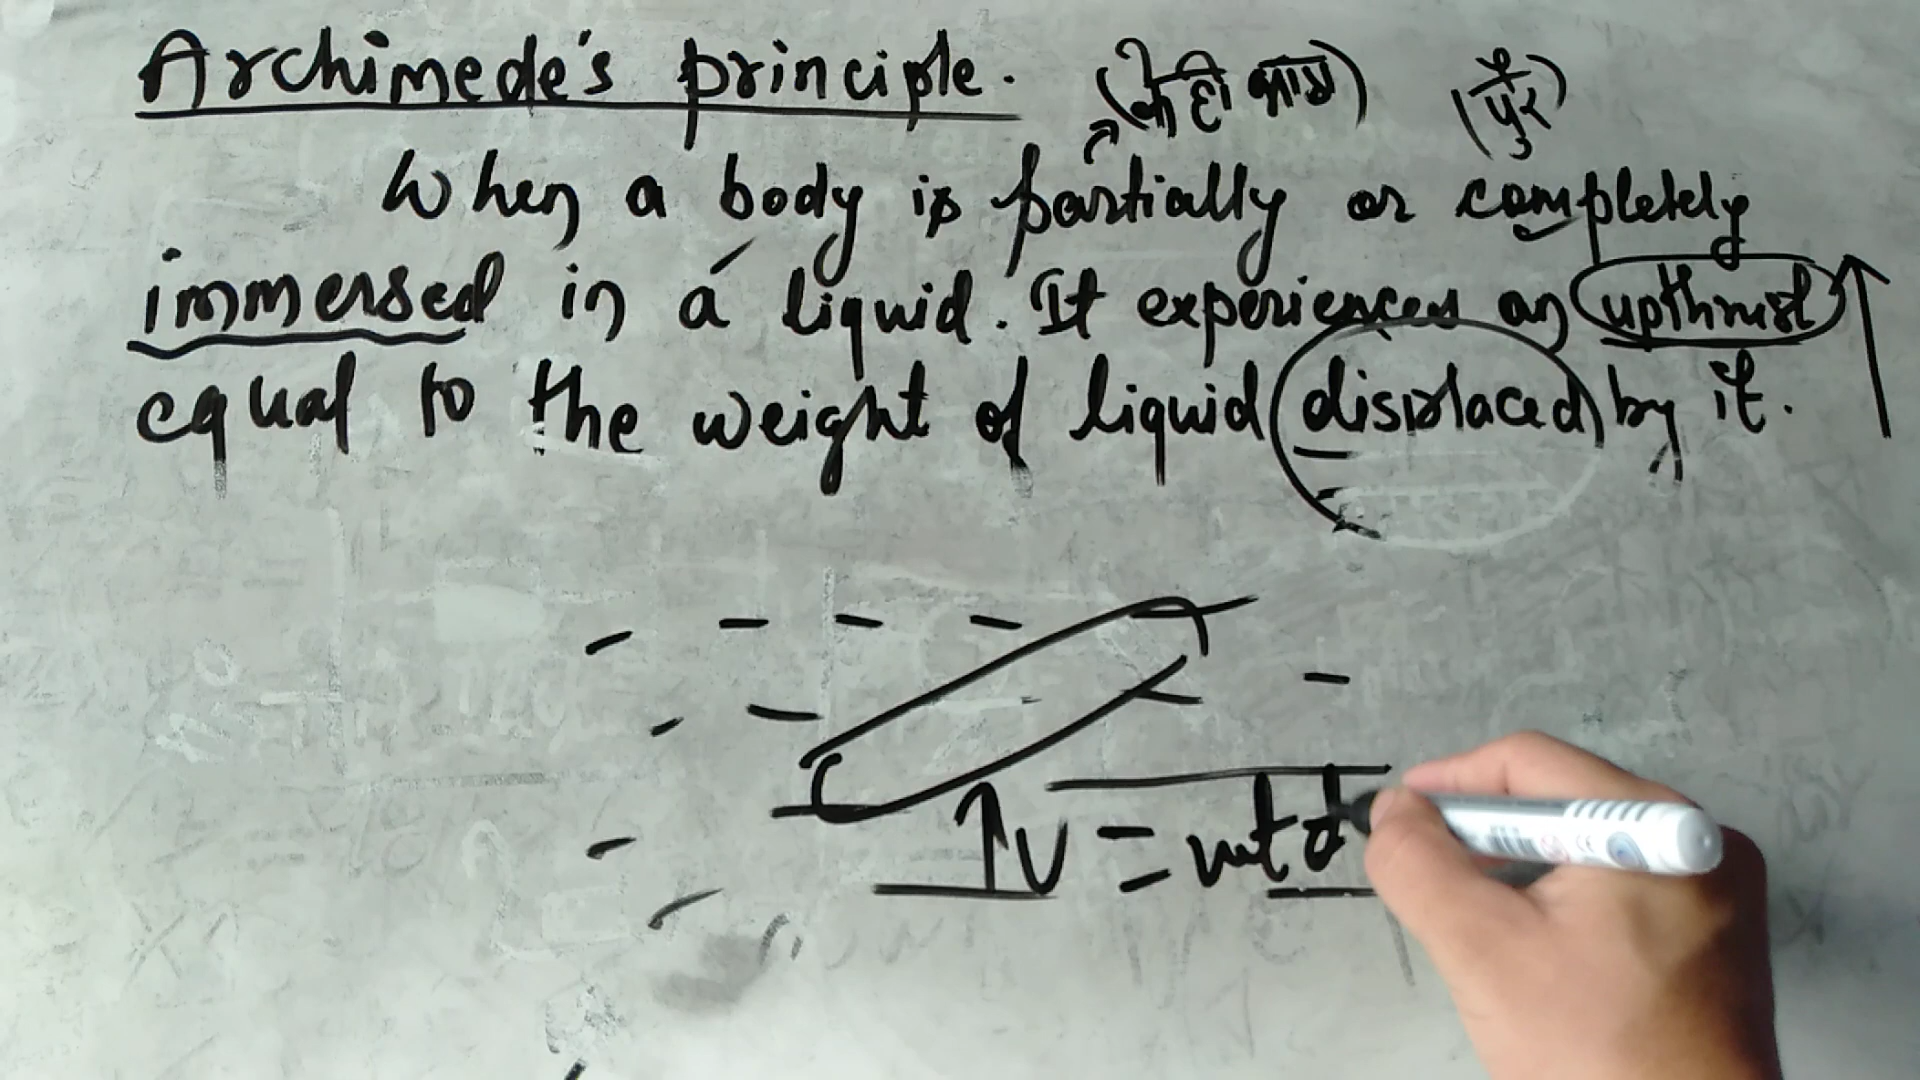 Archimede's principle.
When a body is partially or completely
immersed in a liquid. It experiences an upthrust
equal to the weight of liquid displaced by it.
U = wt d